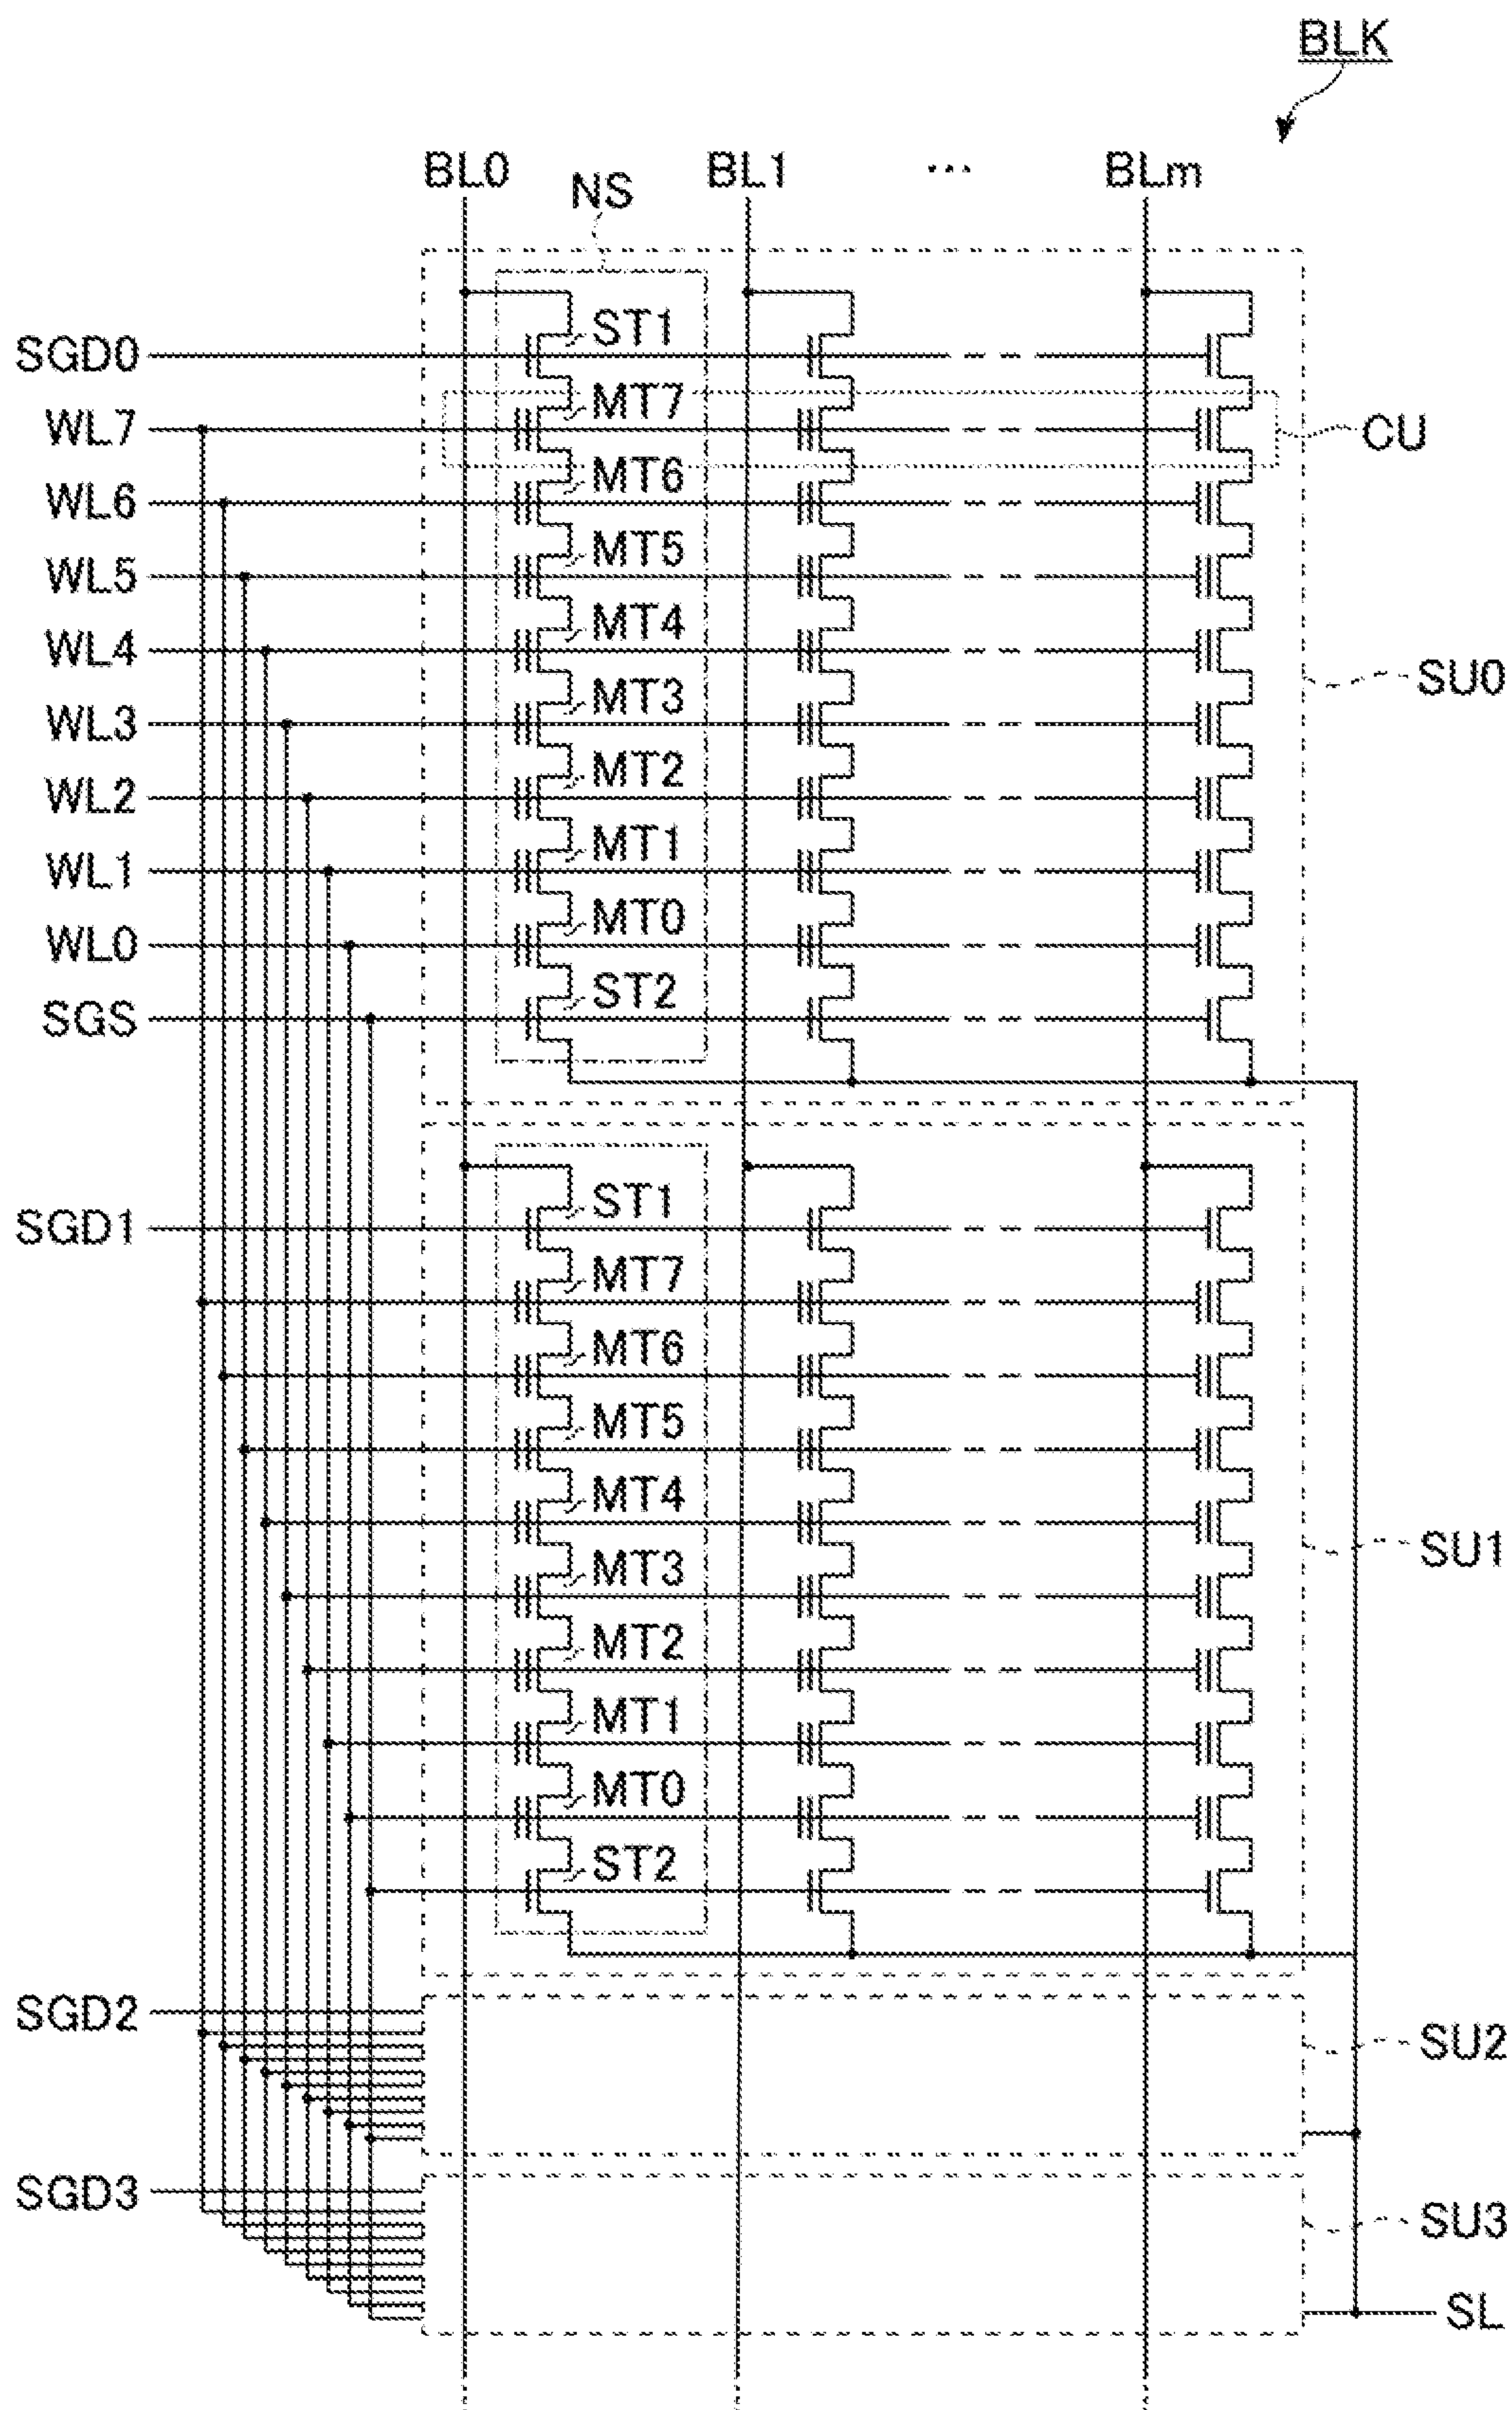 BLK
BL0 NS BL1 ... BLm
ST1
SGD0
MT7
WL7 CU
MT6
WL6
MT5
WL5
MT4
WL4
SU0
MT3
WL3
MT2
WL2
MT1
WL1
MT0
WL0
ST2
SGS
ST1
SGD1
MT7
MT6
MT5
MT4
SU1
MT3
MT2
MT1
MT0
ST2
SGD2
SU2
SGD3
SU3
SL